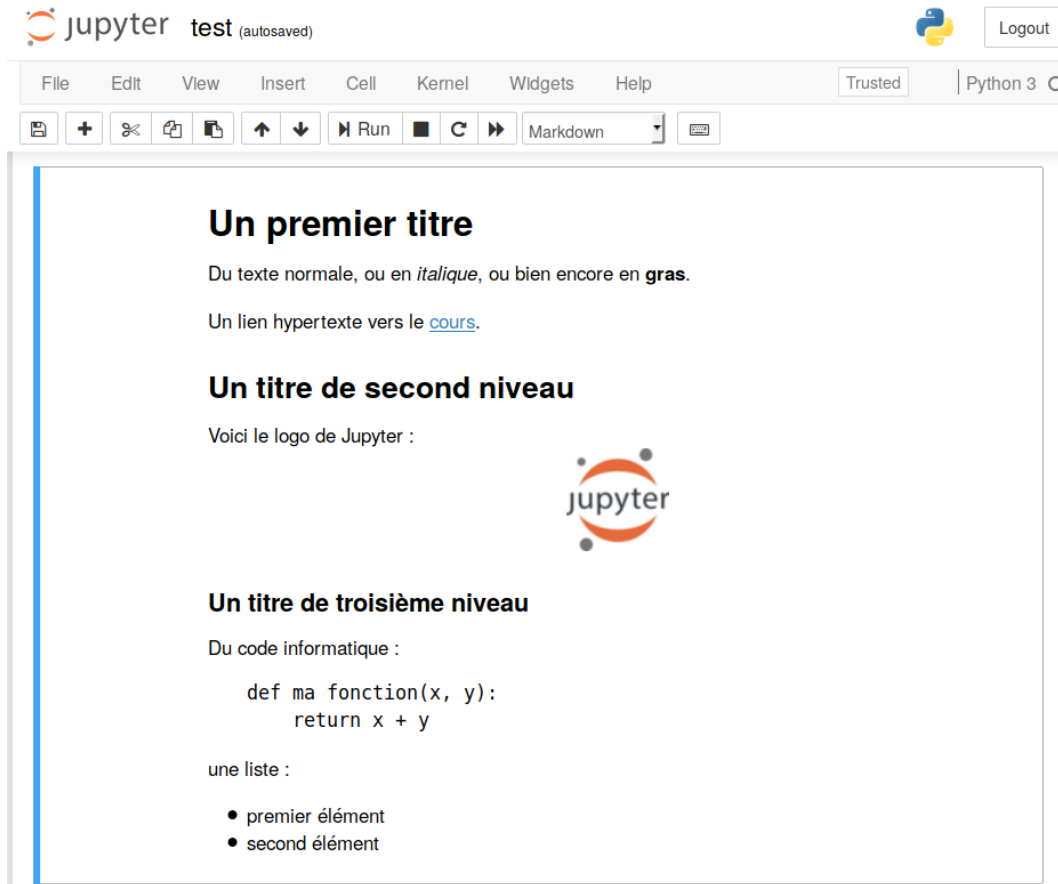 jupyter test (autosaved) Logout
File Edit View Insert Cell Kernel Widgets Help Trusted Python 3
Run Markdown
Un premier titre
Du texte normale, ou en italique, ou bien encore en gras.
Un lien hypertexte vers le cours.
Un titre de second niveau
Voici le logo de Jupyter :
jupyter
Un titre de troisième niveau
Du code informatique :
def ma fonction(x, y):
    return x + y
une liste :
• premier élément
• second élément